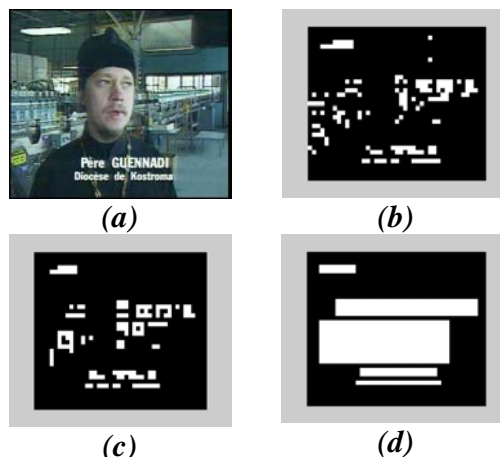 Père GUENNADI
Diocèse de Kostroma
(a)
(b)
(c)
(d)